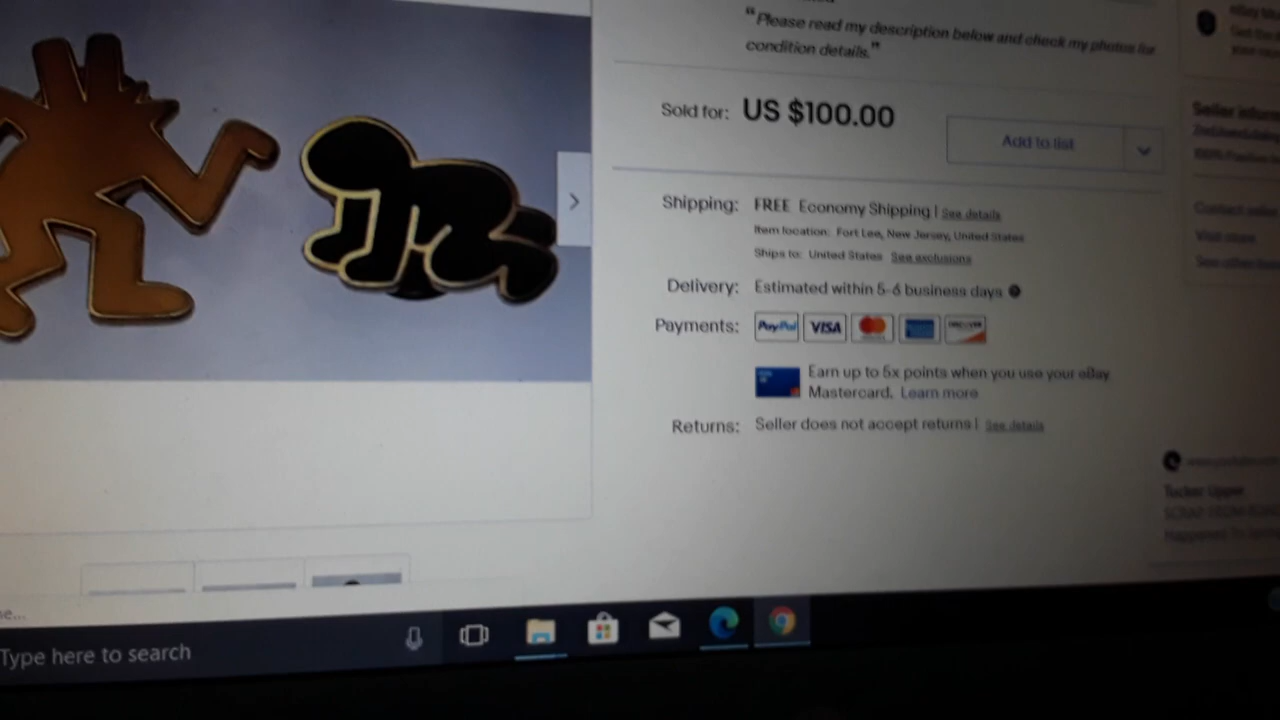 "Please read my description below and check my photos for
condition details."
Sold for: US $100.00
Add to list
Shipping: FREE Economy Shipping | See details
Item location: Fort Lee, New Jersey, United States
Ships to: United States See exclusions
Delivery: Estimated within 5-6 business days
Payments: PayPal VISA DISCOVER
Earn up to 5x points when you use your eBay
Mastercard. Learn more
Returns: Seller does not accept returns | See details
Seller
Type here to search